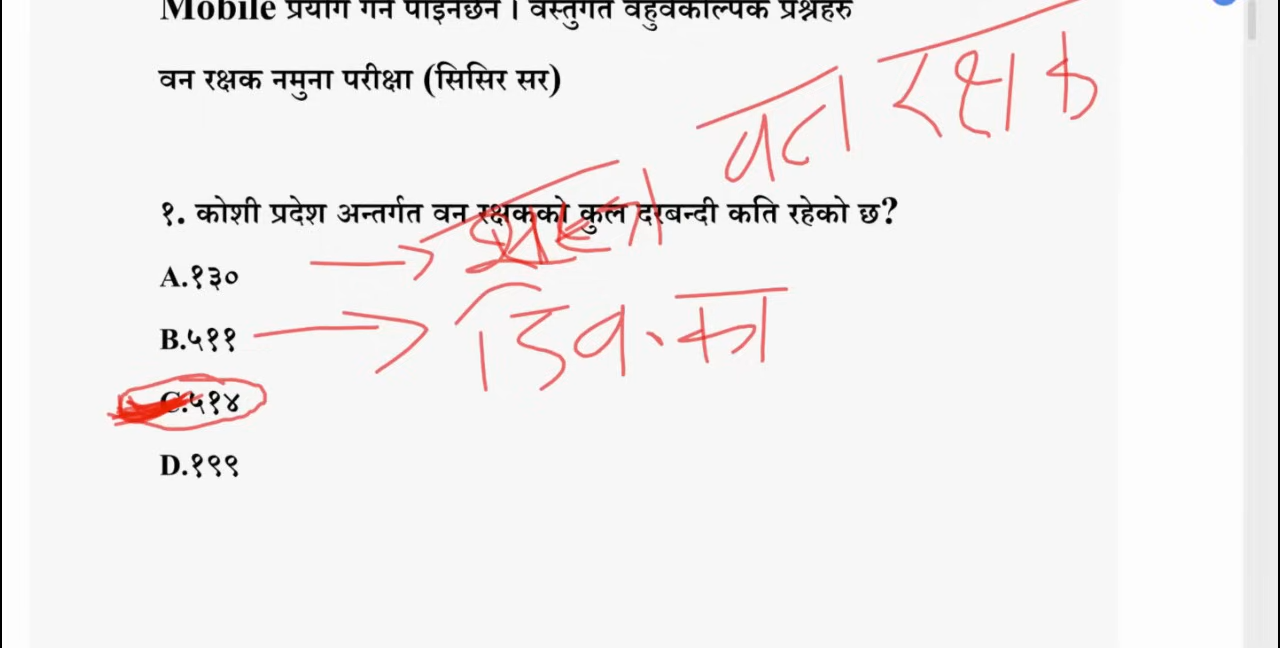 Mobile प्रयोग गर्न पाइनेछैन । वस्तुगत बहुवैकल्पिक प्रश्नहरु
वन रक्षक नमुना परीक्षा (सिसिर सर)
वन रक्षक
१. कोशी प्रदेश अन्तर्गत वन रक्षकको कुल दरबन्दी कति रहेको छ?
A.१३०
B.५११
डिव.का
C.५१४
D.१९९